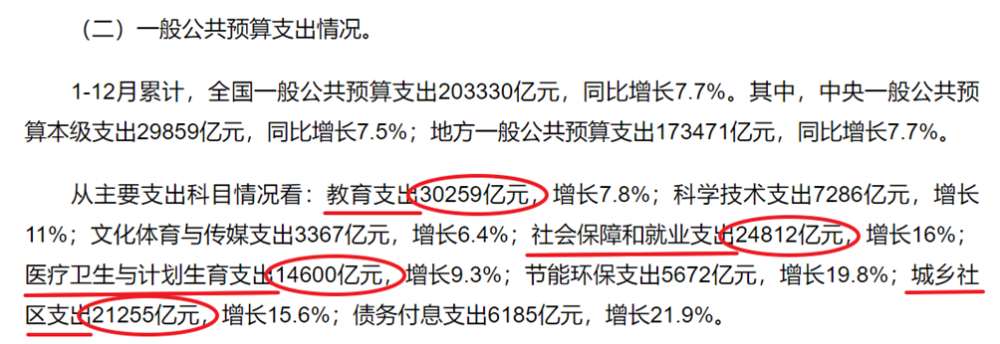 （二）一般公共预算支出情况。
1-12月累计，全国一般公共预算支出203330亿元，同比增长7.7%。其中，中央一般公共预
算本级支出29859亿元，同比增长7.5%；地方一般公共预算支出173471亿元，同比增长7.7%。
从主要支出科目情况看：教育支出30259亿元，增长7.8%；科学技术支出7286亿元，增长
11%；文化体育与传媒支出3367亿元，增长6.4%；社会保障和就业支出24812亿元，增长16%；
医疗卫生与计划生育支出14600亿元，增长9.3%；节能环保支出5672亿元，增长19.8%；城乡社
区支出21255亿元，增长15.6%；债务付息支出6185亿元，增长21.9%。